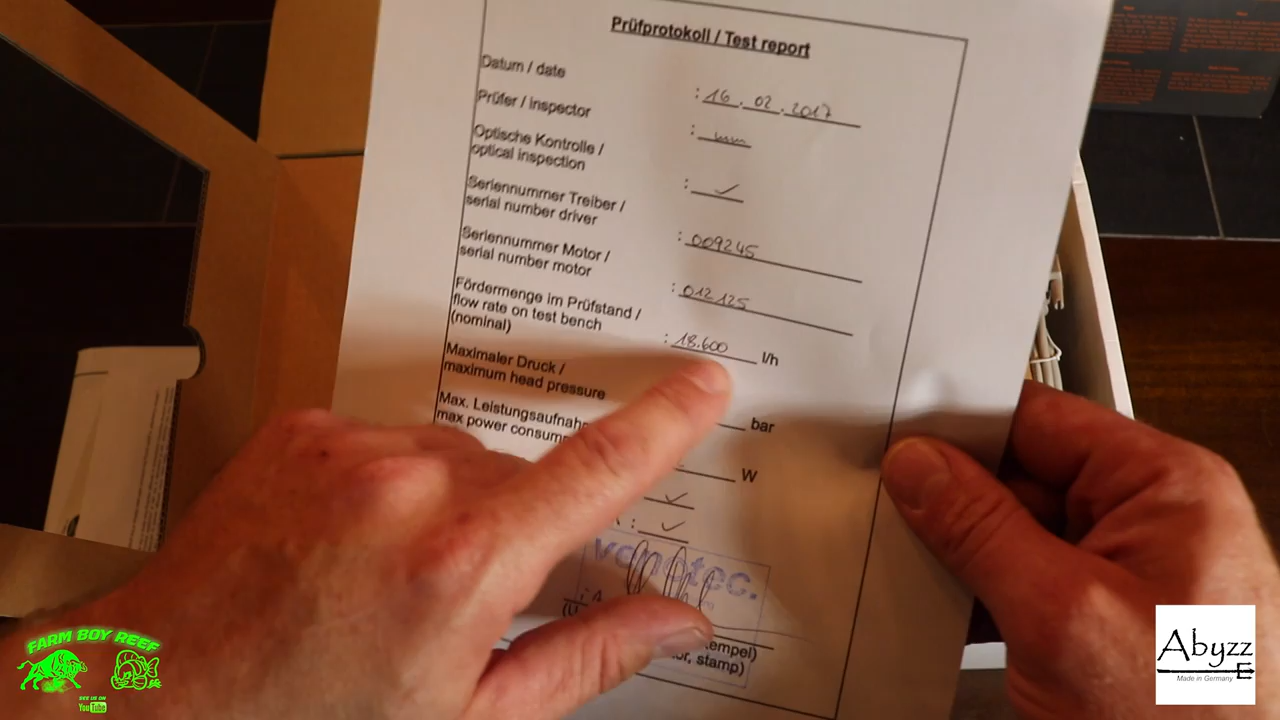 Prüfprotokoll / Test report
Datum / date : 16.02.2017
Prüfer / inspector :
Optische Kontrolle /
optical inspection : ✓
Seriennummer Treiber /
serial number driver : 009245
Seriennummer Motor /
serial number motor : 012125
Fördermenge im Prüfstand /
flow rate on test bench : 18.600 l/h
(nominal)
Maximaler Druck /
maximum head pressure bar
Max. Leistungsaufnah
max power consum W
✓
: ✓
i A
stamp)
FARM BOY REEF
SEE US ON
YouTube
Abyzz
Made in Germany